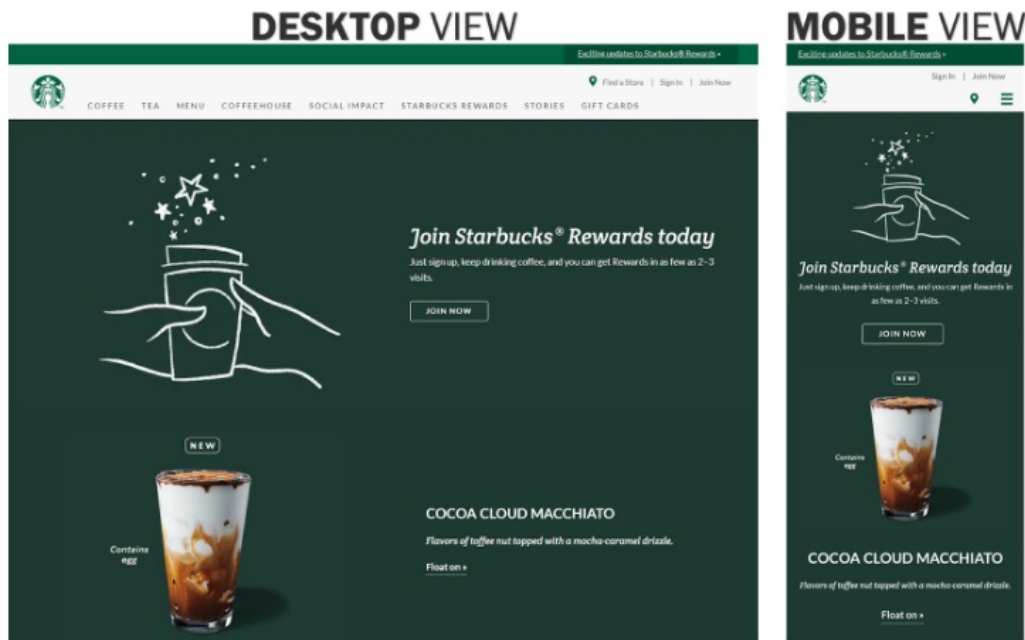 DESKTOP VIEW
Exciting updates to Starbucks® Rewards »
Find a Store | Sign In | Join Now
COFFEE TEA MENU COFFEEHOUSE SOCIAL IMPACT STARBUCKS REWARDS STORIES GIFT CARDS
Join Starbucks® Rewards today
Just sign up, keep drinking coffee, and you can get Rewards in as few as 2–3
visits.
JOIN NOW
NEW
Contains
egg
COCOA CLOUD MACCHIATO
Flavors of toffee nut topped with a mocha-caramel drizzle.
Float on »
MOBILE VIEW
Exciting updates to Starbucks® Rewards »
Sign In | Join Now
Join Starbucks® Rewards today
Just sign up, keep drinking coffee, and you can get Rewards in
as few as 2–3 visits.
JOIN NOW
NEW
Contains
egg
COCOA CLOUD MACCHIATO
Flavors of toffee nut topped with a mocha-caramel drizzle.
Float on »